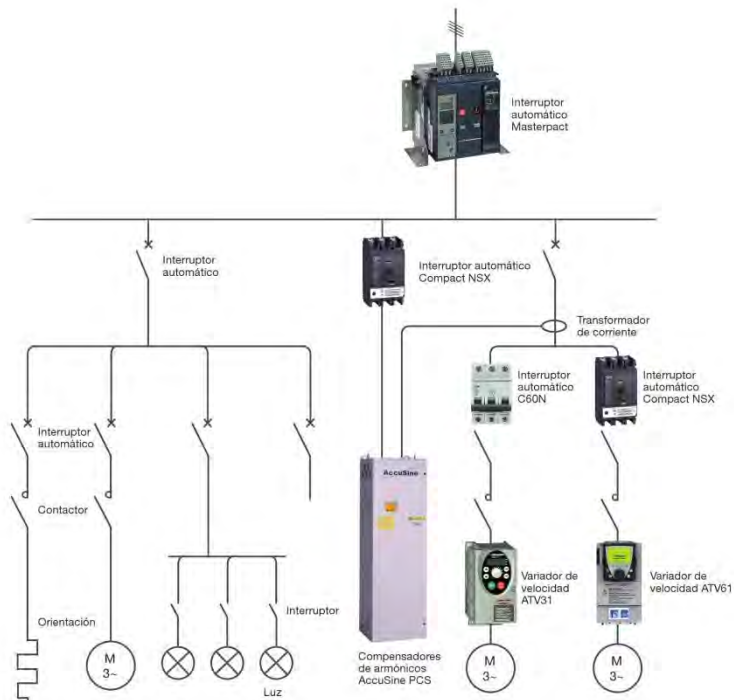 Interruptor
automático
Masterpact
Interruptor
automático
Interruptor automático
Compact NSX
Transformador
de corriente
Interruptor
automático
C60N
Interruptor
automático
Compact NSX
Interruptor
automático
AccuSine
Contactor
Variador de
velocidad
ATV31
Variador de
velocidad ATV61
Orientación
Interruptor
M
3~
Luz
Compensadores
de armónicos
AccuSine PCS
M
3~
M
3~